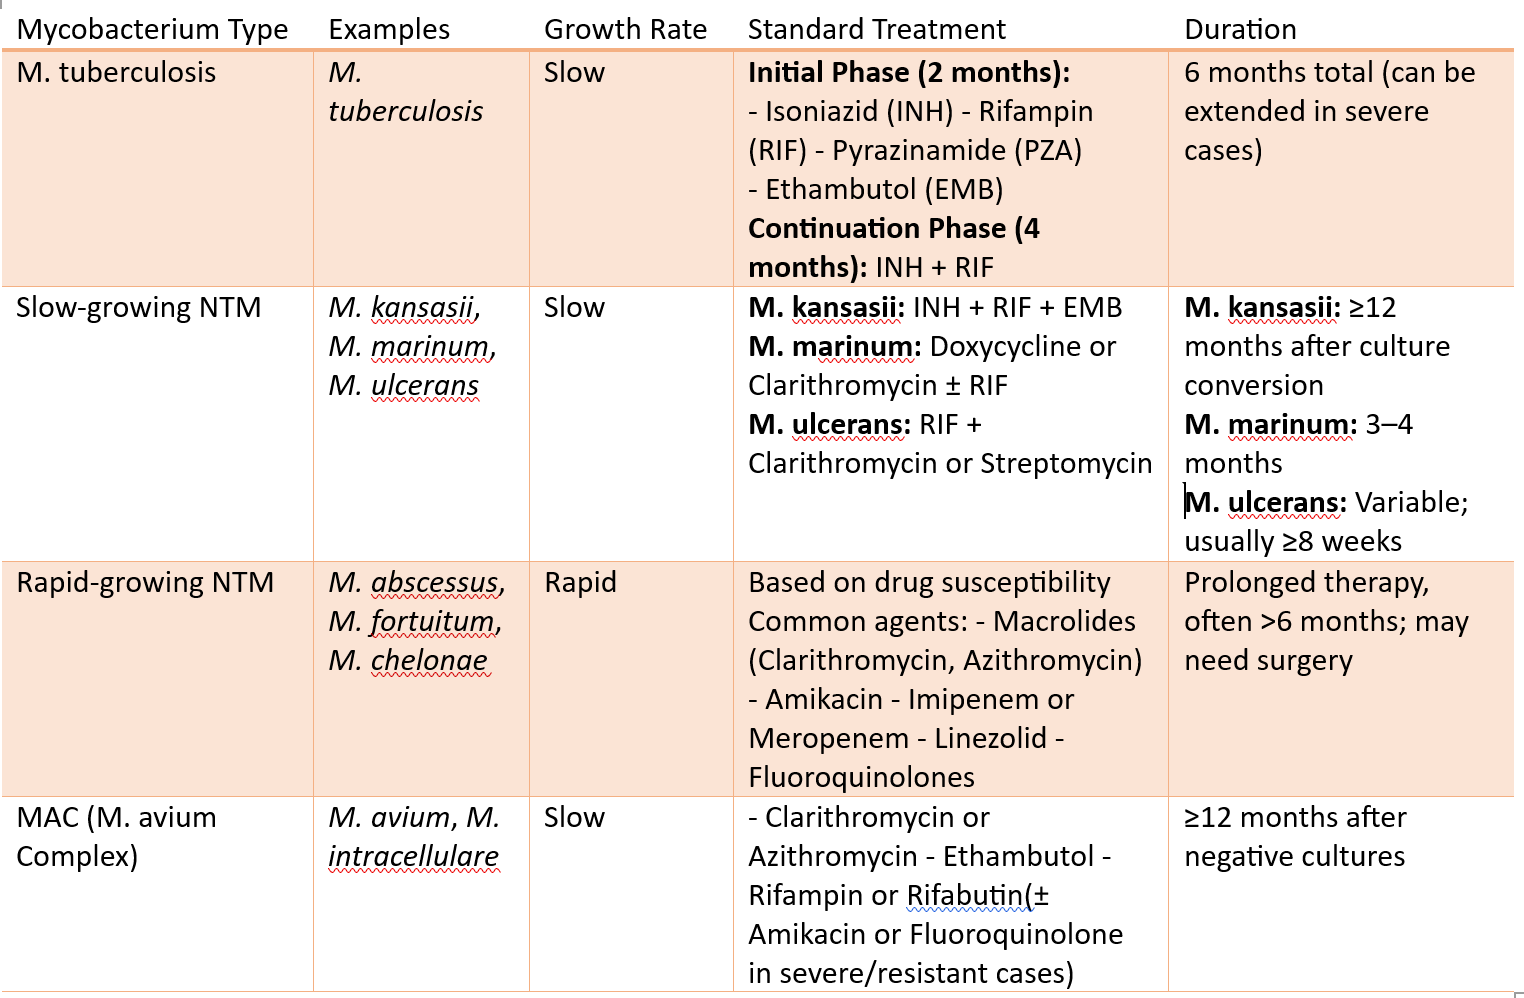 Mycobacterium Type Examples Growth Rate Standard Treatment Duration
M. tuberculosis
M.
tuberculosis
Slow
Initial Phase (2 months):
- Isoniazid (INH) - Rifampin
(RIF) - Pyrazinamide (PZA)
- Ethambutol (EMB)
Continuation Phase (4
months): INH + RIF
6 months total (can be
extended in severe
cases)
Slow-growing NTM
M. kansasii,
M. marinum,
M. ulcerans
Slow
M. kansasii: INH + RIF + EMB
M. marinum: Doxycycline or
Clarithromycin ± RIF
M. ulcerans: RIF +
Clarithromycin or Streptomycin
M. kansasii: ≥12
months after culture
conversion
M. marinum: 3–4
months
M. ulcerans: Variable;
usually ≥8 weeks
Rapid-growing NTM
M. abscessus,
M. fortuitum,
M. chelonae
Rapid
Based on drug susceptibility
Common agents: - Macrolides
(Clarithromycin, Azithromycin)
- Amikacin - Imipenem or
Meropenem - Linezolid -
Fluoroquinolones
Prolonged therapy,
often >6 months; may
need surgery
MAC (M. avium
Complex)
M. avium, M.
intracellulare
Slow
- Clarithromycin or
Azithromycin - Ethambutol -
Rifampin or Rifabutin(±
Amikacin or Fluoroquinolone
in severe/resistant cases)
≥12 months after
negative cultures